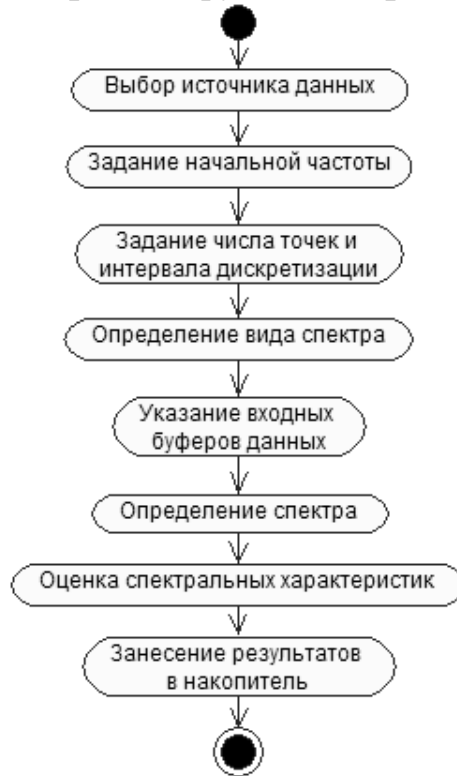 Выбор источника данных
Задание начальной частоты
Задание числа точек и
интервала дискретизации
Определение вида спектра
Указание входных
буферов данных
Определение спектра
Оценка спектральных характеристик
Занесение результатов
в накопитель